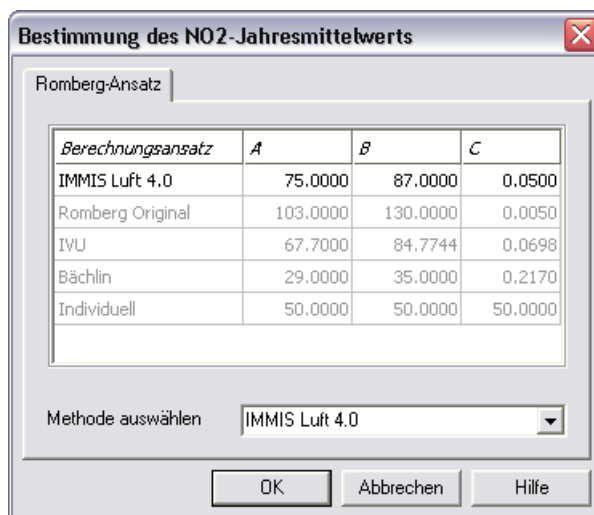 Bestimmung des NO2-Jahresmittelwerts
Romberg-Ansatz
Berechnungsansatz A B C
IMMIS Luft 4.0 75.0000 87.0000 0.0500
Romberg Original 103.0000 130.0000 0.0050
IVU 67.7000 84.7744 0.0698
Bächlin 29.0000 35.0000 0.2170
Individuell 50.0000 50.0000 50.0000
Methode auswählen IMMIS Luft 4.0
OK Abbrechen Hilfe